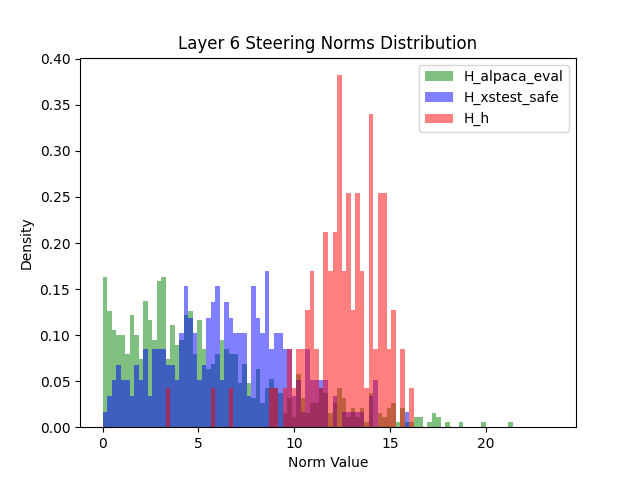 Layer 6 Steering Norms Distribution
H_alpaca_eval
H_xstest_safe
H_h
Density
0.40
0.35
0.30
0.25
0.20
0.15
0.10
0.05
0.00
0
5
10
15
20
Norm Value